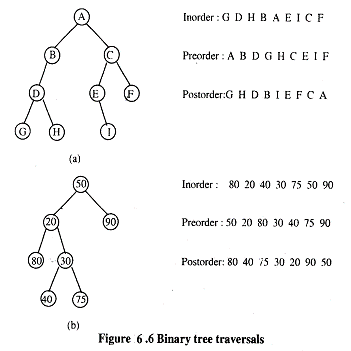 A
B
C
D
E
F
G
H
I
(a)
Inorder : G D H B A E I C F
Preorder : A B D G H C E I F
Postorder:G H D B I E F C A
50
20
90
80
30
40
75
(b)
Inorder : 80 20 40 30 75 50 90
Preorder : 50 20 80 30 40 75 90
Postorder: 80 40 75 30 20 90 50
Figure 6 .6 Binary tree traversals